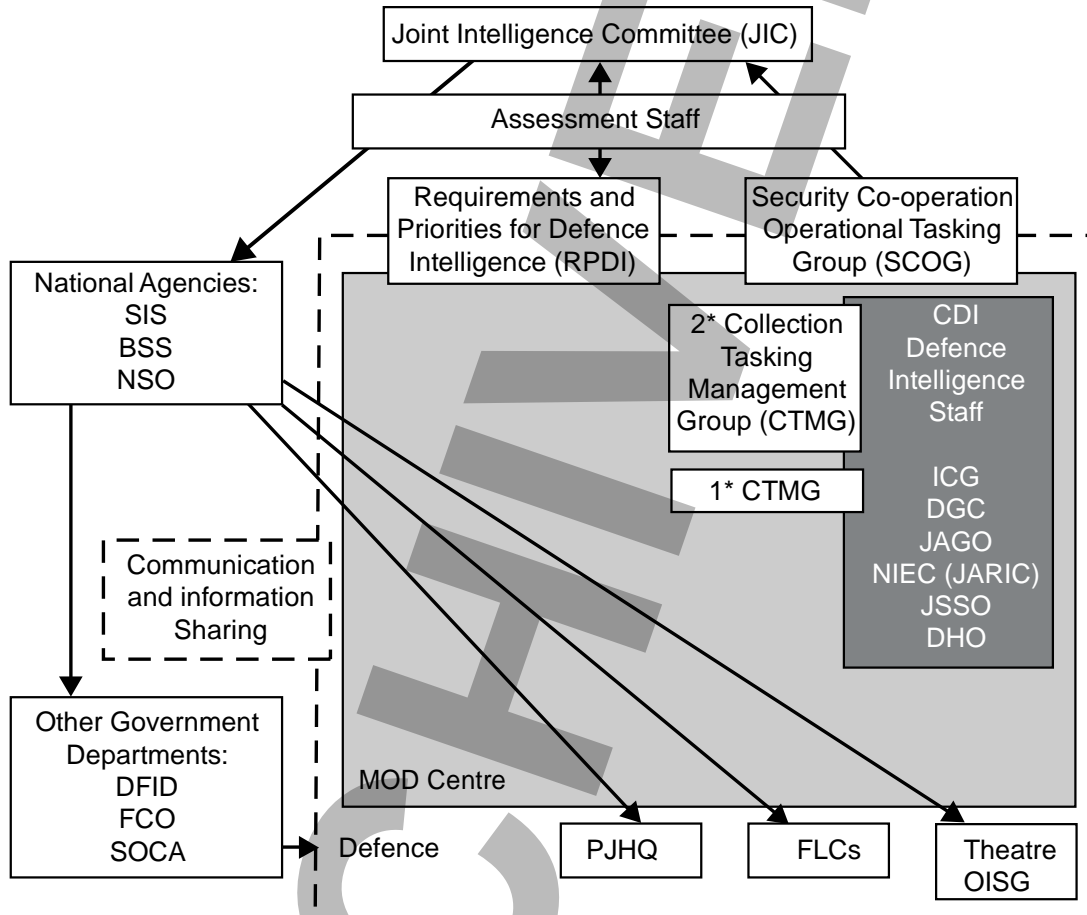 Joint Intelligence Committee (JIC)
Assessment Staff
Requirements and
Priorities for Defence
Intelligence (RPDI)
Security Co-operation
Operational Tasking
Group (SCOG)
National Agencies:
SIS
BSS
NSO
2* Collection
Tasking
Management
Group (CTMG)
1* CTMG
CDI
Defence
Intelligence
Staff
ICG
DGC
JAGO
NIEC (JARIC)
JSSO
DHO
Communication
and information
Sharing
Other Government
Departments:
DFID
FCO
SOCA
MOD Centre
Defence
PJHQ
FLCs
Theatre
OISG